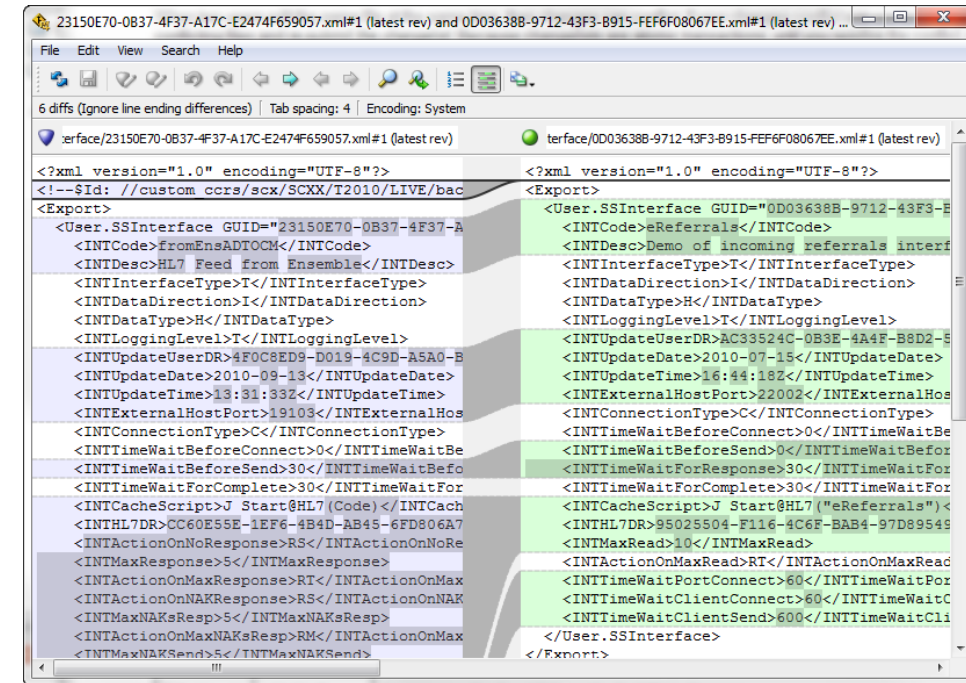 23150E70-0B37-4F37-A17C-E2474F659057.xml#1 (latest rev) and 0D03638B-9712-43F3-B915-FEF6F08067EE.xml#1 (latest rev) ...
File Edit View Search Help
6 diffs (Ignore line ending differences) Tab spacing: 4 Encoding: System
:erface/23150E70-0B37-4F37-A17C-E2474F659057.xml#1 (latest rev)
<?xml version="1.0" encoding="UTF-8"?>
<!--$Id: //custom_ccrs/scx/SCXX/T2010/LIVE/bac
<Export>
<User.SSInterface GUID="23150E70-0B37-4F37-A
<INTCode>fromEnsADTOCM</INTCode>
<INTDesc>HL7 Feed from Ensemble</INTDesc>
<INTInterfaceType>T</INTInterfaceType>
<INTDataDirection>I</INTDataDirection>
<INTDataType>H</INTDataType>
<INTLoggingLevel>T</INTLoggingLevel>
<INTUpdateUserDR>4F0C8ED9-D019-4C9D-A5A0-B
<INTUpdateDate>2010-09-13</INTUpdateDate>
<INTUpdateTime>13:31:33Z</INTUpdateTime>
<INTExternalHostPort>19103</INTExternalHos
<INTConnectionType>C</INTConnectionType>
<INTTimeWaitBeforeConnect>0</INTTimeWaitBe
<INTTimeWaitBeforeSend>30</INTTimeWaitBefo
<INTTimeWaitForComplete>30</INTTimeWaitFor
<INTCacheScript>J Start@HL7(Code)</INTCach
<INTHL7DR>CC60E55E-1EF6-4B4D-AB45-6FD806A7
<INTActionOnNoResponse>RS</INTActionOnNoRe
<INTMaxResponse>5</INTMaxResponse>
<INTActionOnMaxResponse>RT</INTActionOnMax
<INTActionOnNAKResponse>RS</INTActionOnNAK
<INTMaxNAKsResp>5</INTMaxNAKsResp>
<INTActionOnMaxNAKsResp>RM</INTActionOnMax
<INTMaxNAKSend>5</INTMaxNAKSend>
terface/0D03638B-9712-43F3-B915-FEF6F08067EE.xml#1 (latest rev)
<?xml version="1.0" encoding="UTF-8"?>
<Export>
<User.SSInterface GUID="0D03638B-9712-43F3-B
<INTCode>eReferrals</INTCode>
<INTDesc>Demo of incoming referrals interf
<INTInterfaceType>T</INTInterfaceType>
<INTDataDirection>I</INTDataDirection>
<INTDataType>H</INTDataType>
<INTLoggingLevel>T</INTLoggingLevel>
<INTUpdateUserDR>AC33524C-0B3E-4A4F-B8D2-5
<INTUpdateDate>2010-07-15</INTUpdateDate>
<INTUpdateTime>16:44:18Z</INTUpdateTime>
<INTExternalHostPort>22002</INTExternalHos
<INTConnectionType>C</INTConnectionType>
<INTTimeWaitBeforeConnect>0</INTTimeWaitBe
<INTTimeWaitBeforeSend>0</INTTimeWaitBefor
<INTTimeWaitForResponse>30</INTTimeWaitFor
<INTTimeWaitForComplete>30</INTTimeWaitFor
<INTCacheScript>J Start@HL7("eReferrals")<
<INTHL7DR>95025504-F116-4C6F-BAB4-97D89549
<INTMaxRead>10</INTMaxRead>
<INTActionOnMaxRead>RT</INTActionOnMaxRead
<INTTimeWaitPortConnect>60</INTTimeWaitPor
<INTTimeWaitClientConnect>60</INTTimeWaitC
<INTTimeWaitClientSend>600</INTTimeWaitCli
</User.SSInterface>
</Export>